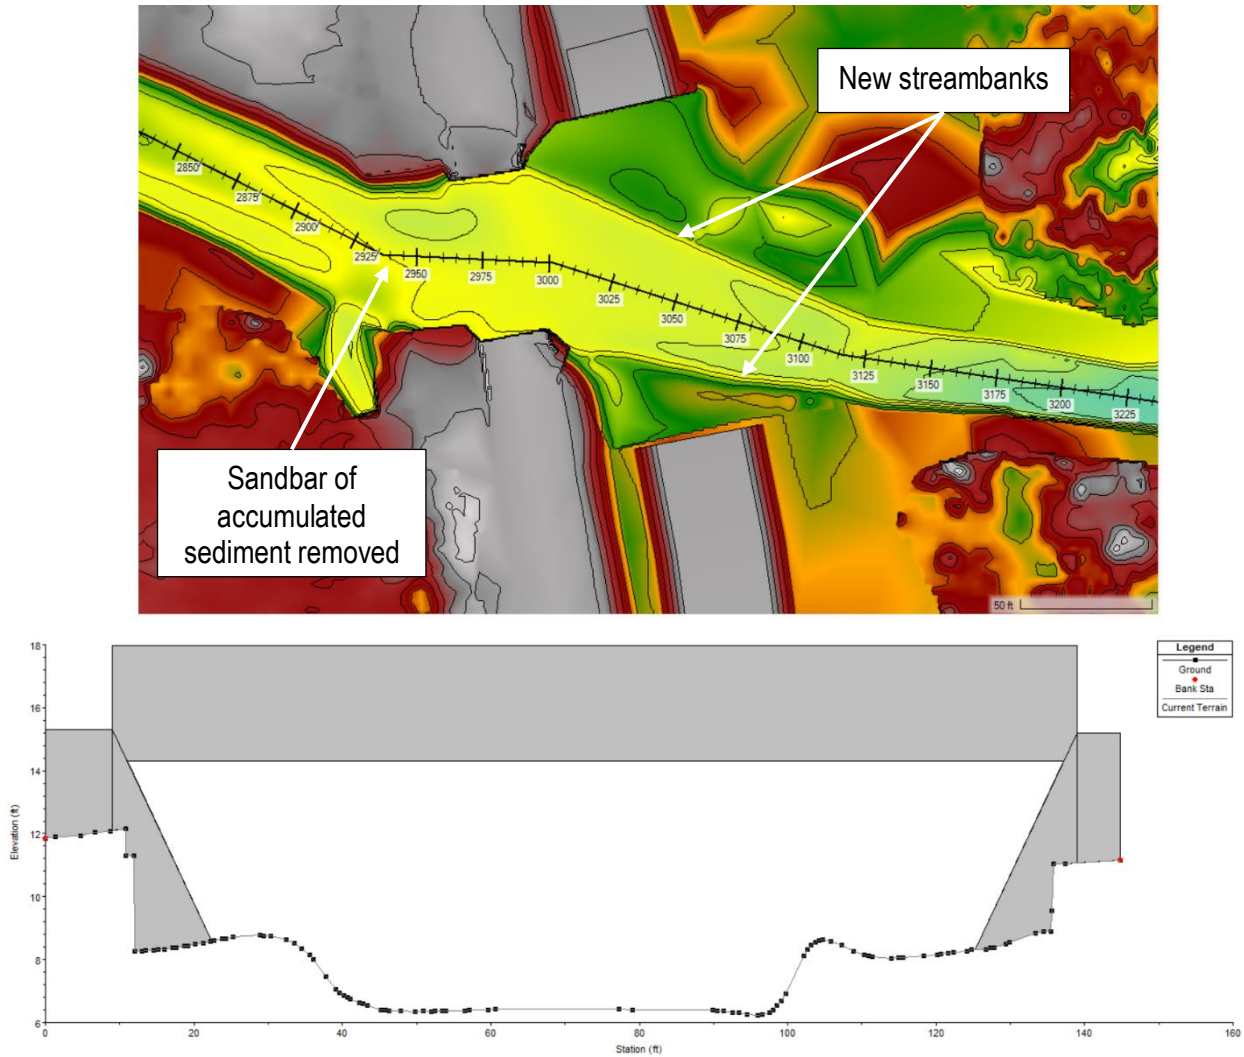 New streambanks
2850
2875
2900
2925
2950
2975
3000
3025
3050
3075
3100
3125
3150
3175
3200
3225
Sandbar of
accumulated
sediment removed
50 ft
18
16
14
12
10
8
6
Elevation (ft)
0
20
40
60
80
100
120
140
160
Station (ft)
Legend
Ground
Bank Sta
Current Terrain